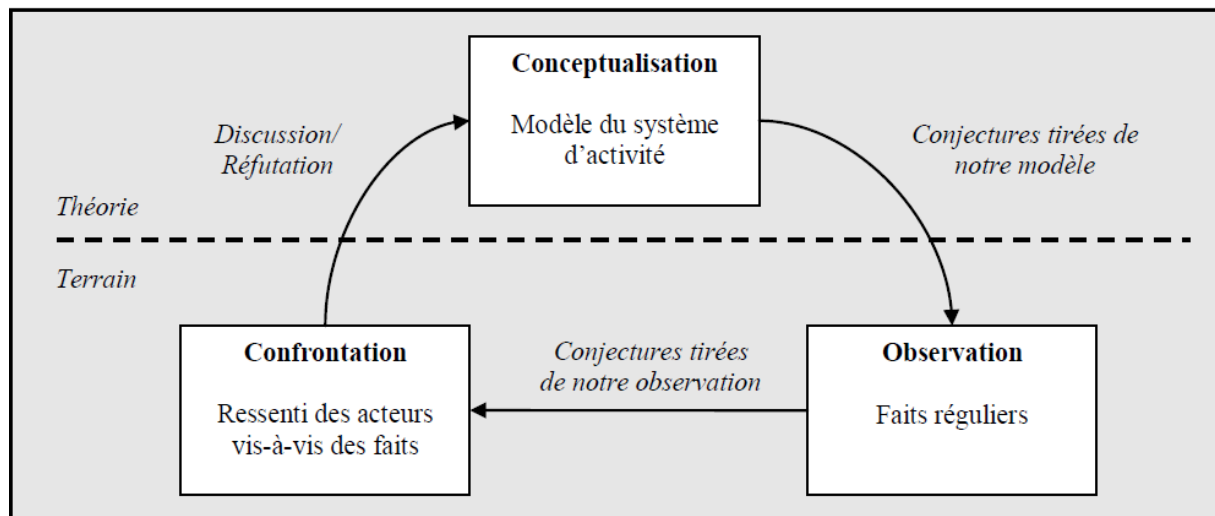 Conceptualisation
Modèle du système
d'activité
Discussion/
Réfutation
Conjectures tirées de
notre modèle
Théorie
Terrain
Confrontation
Ressenti des acteurs
vis-à-vis des faits
Conjectures tirées
de notre observation
Observation
Faits réguliers